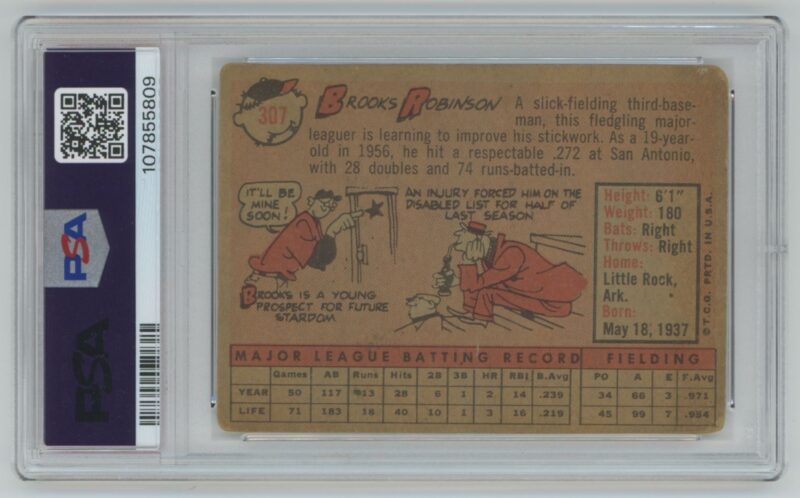 107855809
PSA
PSA
307
BROOKS ROBINSON A slick-fielding third-base-
man, this fledgling major-
leaguer is learning to improve his stickwork. As a 19-year-
old in 1956, he hit a respectable .272 at San Antonio,
with 28 doubles and 74 runs-batted-in.
IT'LL BE
MINE
SOON!
BROOKS IS A YOUNG
PROSPECT FOR FUTURE
STARDOM
AN INJURY FORCED HIM ON THE
DISABLED LIST FOR HALF OF
LAST SEASON
Height: 6'1"
Weight: 180
Bats: Right
Throws: Right
Home:
Little Rock,
Ark.
Born:
May 18, 1937
© T.C.G. PRTD. IN U.S.A.
MAJOR LEAGUE BATTING RECORD FIELDING
Games AB Runs Hits 2B 3B HR RBI B.Avg PO A E F.Avg
YEAR 50 117 13 28 6 1 2 14 .239 34 66 3 .971
LIFE 71 183 18 40 10 1 3 16 .219 45 99 7 .954